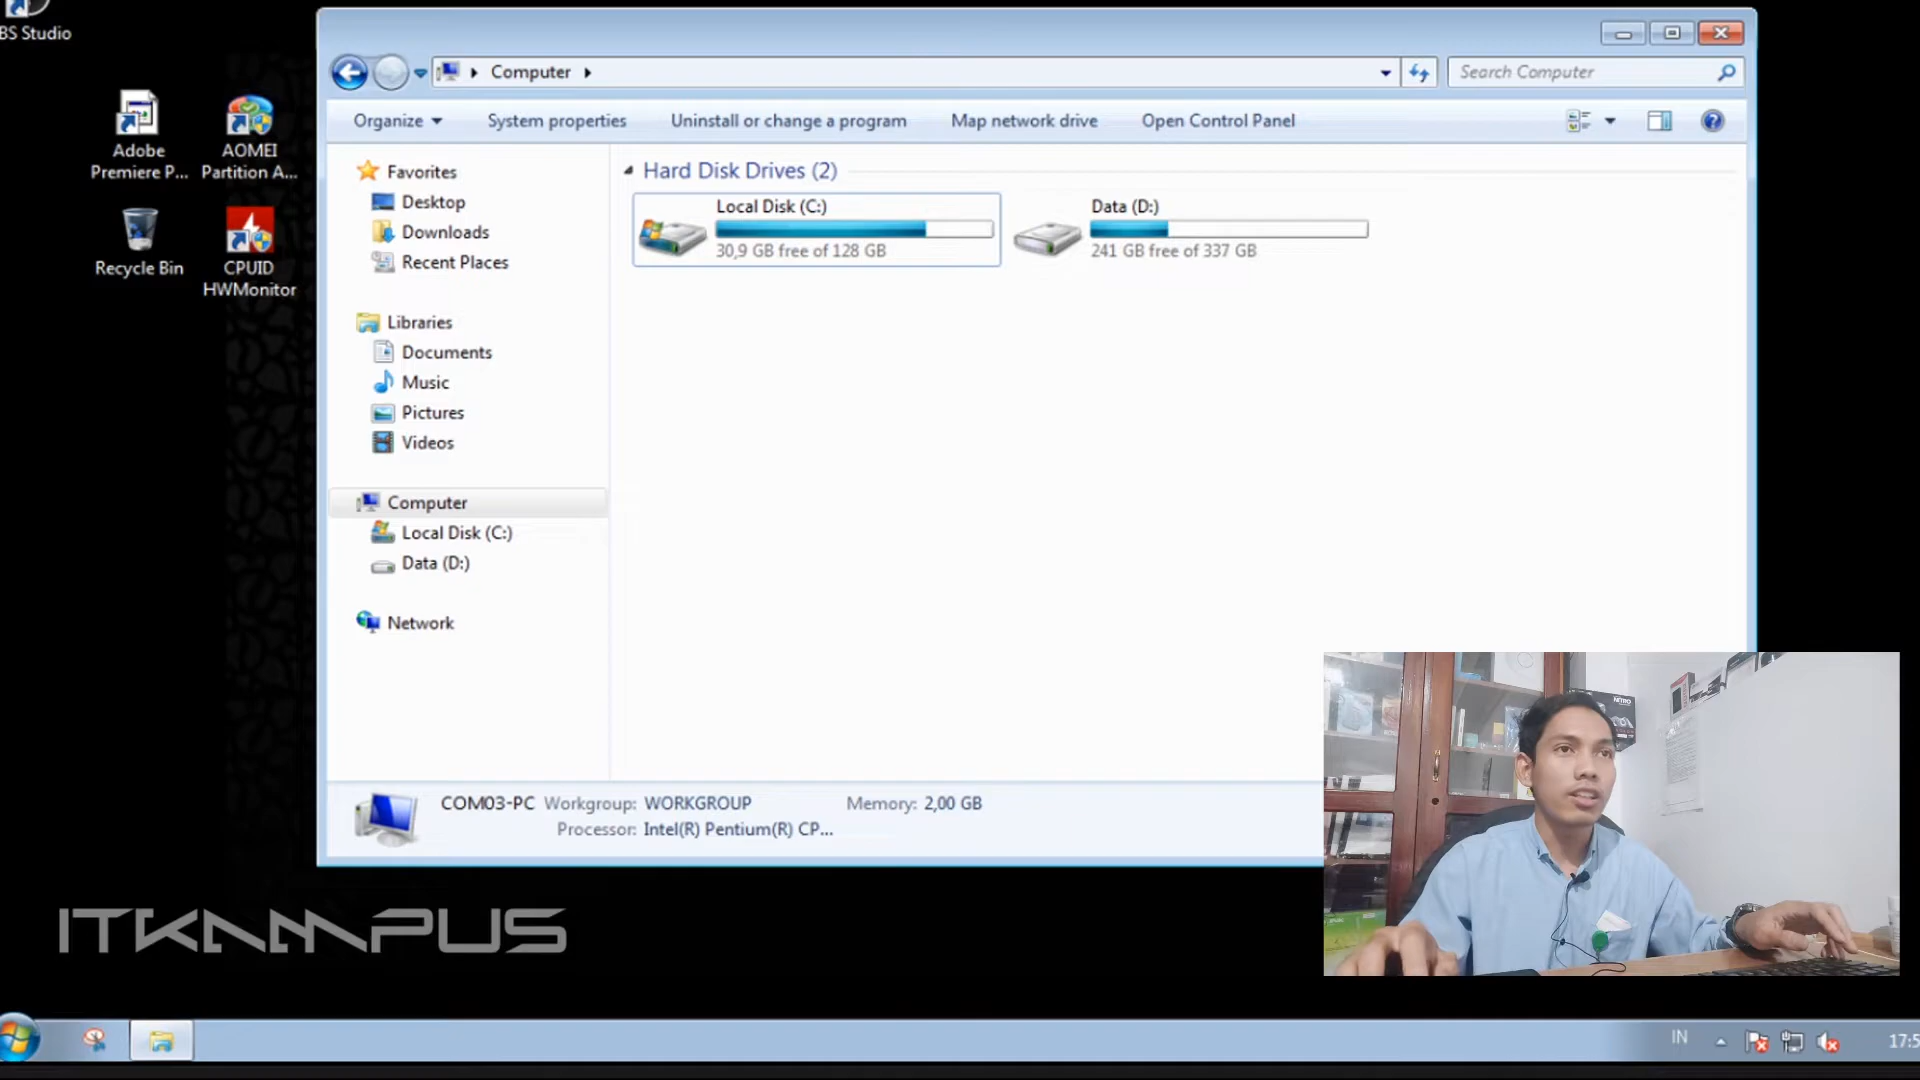 BS Studio
Adobe
Premiere P...
AOMEI
Partition A...
Recycle Bin
CPUID
HWMonitor
Computer
Search Computer
Organize
System properties
Uninstall or change a program
Map network drive
Open Control Panel
Favorites
Desktop
Downloads
Recent Places
Libraries
Documents
Music
Pictures
Videos
Computer
Local Disk (C:)
Data (D:)
Network
Hard Disk Drives (2)
Local Disk (C:)
30,9 GB free of 128 GB
Data (D:)
241 GB free of 337 GB
COM03-PC Workgroup: WORKGROUP Memory: 2,00 GB
Processor: Intel(R) Pentium(R) CP...
NITRO
ITKAMPUS
IN
17:5